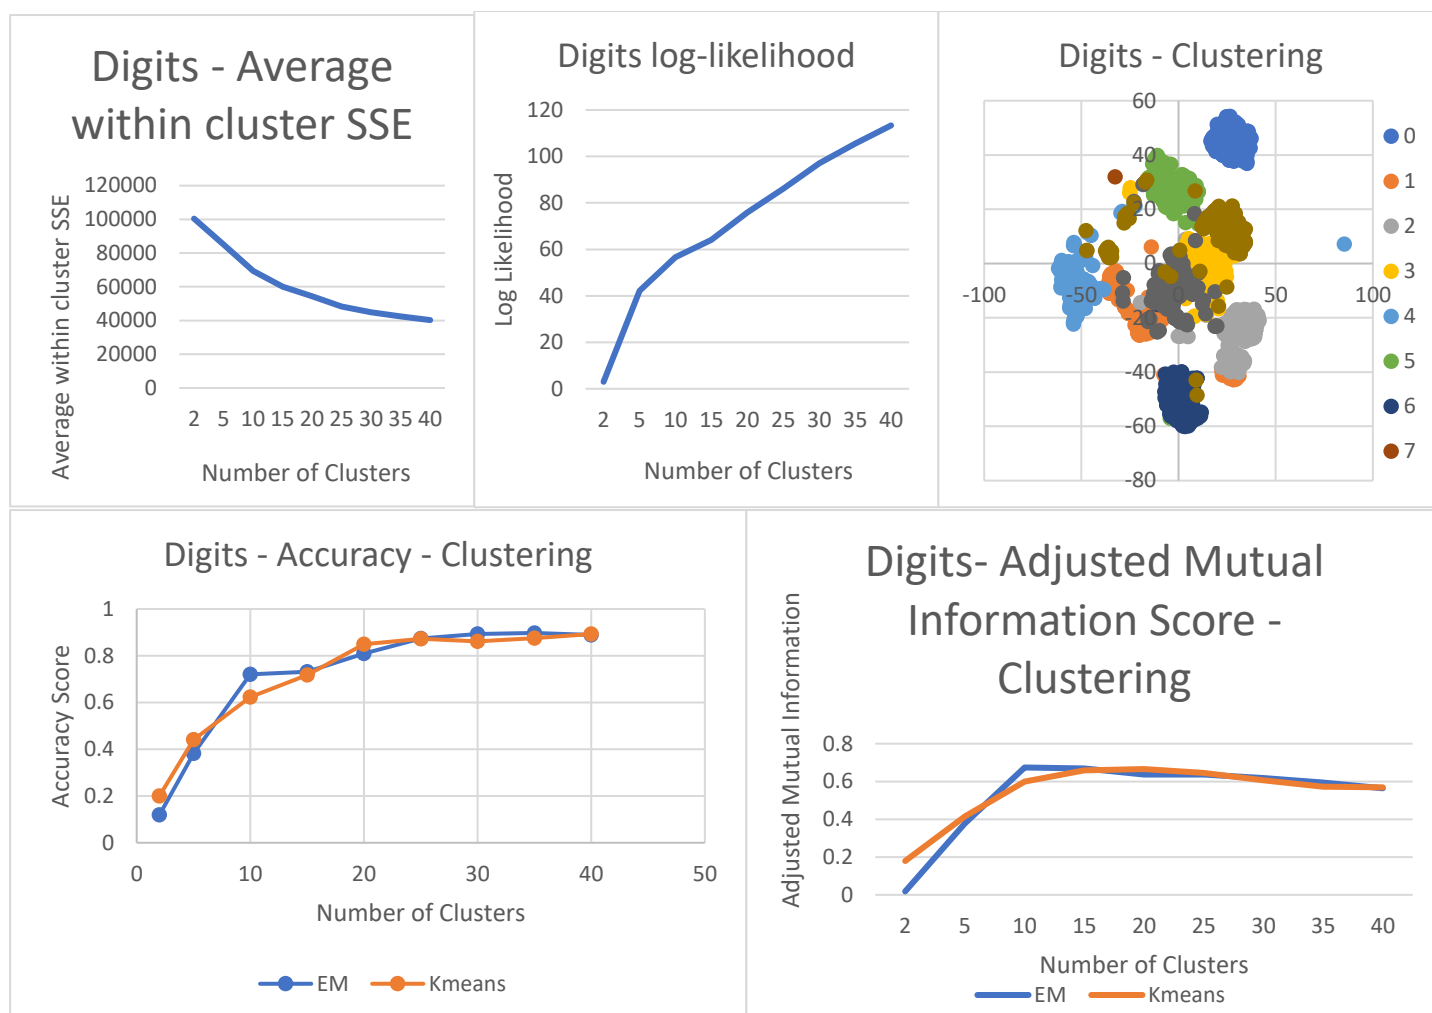 Digits - Average
within cluster SSE
Average within cluster SSE
120000
100000
80000
60000
40000
20000
0
2 5 10 15 20 25 30 35 40
Number of Clusters
Digits log-likelihood
Log Likelihood
120
100
80
60
40
20
0
2 5 10 15 20 25 30 35 40
Number of Clusters
Digits - Clustering
60
40
20
0
-20
-40
-60
-80
-100 -50 0 50 100
0
1
2
3
4
5
6
7
Digits - Accuracy - Clustering
Accuracy Score
1
0.8
0.6
0.4
0.2
0
0 10 20 30 40 50
Number of Clusters
EM Kmeans
Digits- Adjusted Mutual
Information Score -
Clustering
Adjusted Mutual Information
0.8
0.6
0.4
0.2
0
2 5 10 15 20 25 30 35 40
Number of Clusters
EM Kmeans